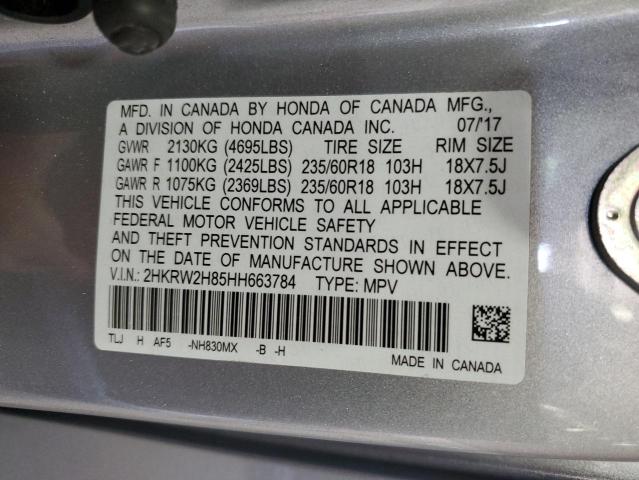 MFD. IN CANADA BY HONDA OF CANADA MFG.,
A DIVISION OF HONDA CANADA INC. 07/'17
GVWR 2130KG (4695LBS) TIRE SIZE RIM SIZE
GAWR F 1100KG (2425LBS) 235/60R18 103H 18X7.5J
GAWR R 1075KG (2369LBS) 235/60R18 103H 18X7.5J
THIS VEHICLE CONFORMS TO ALL APPLICABLE
FEDERAL MOTOR VEHICLE SAFETY
AND THEFT PREVENTION STANDARDS IN EFFECT
ON THE DATE OF MANUFACTURE SHOWN ABOVE.
V.I.N.: 2HKRW2H85HH663784 TYPE: MPV
TLJ H AF5 -NH830MX -B -H
MADE IN CANADA